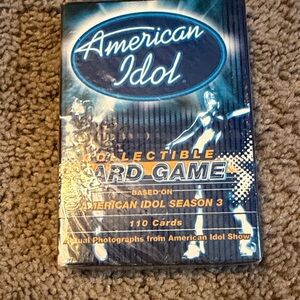 American
Idol
COLLECTIBLE
CARD GAME
BASED ON
AMERICAN IDOL SEASON 3
110 Cards
Actual Photographs from American Idol Show